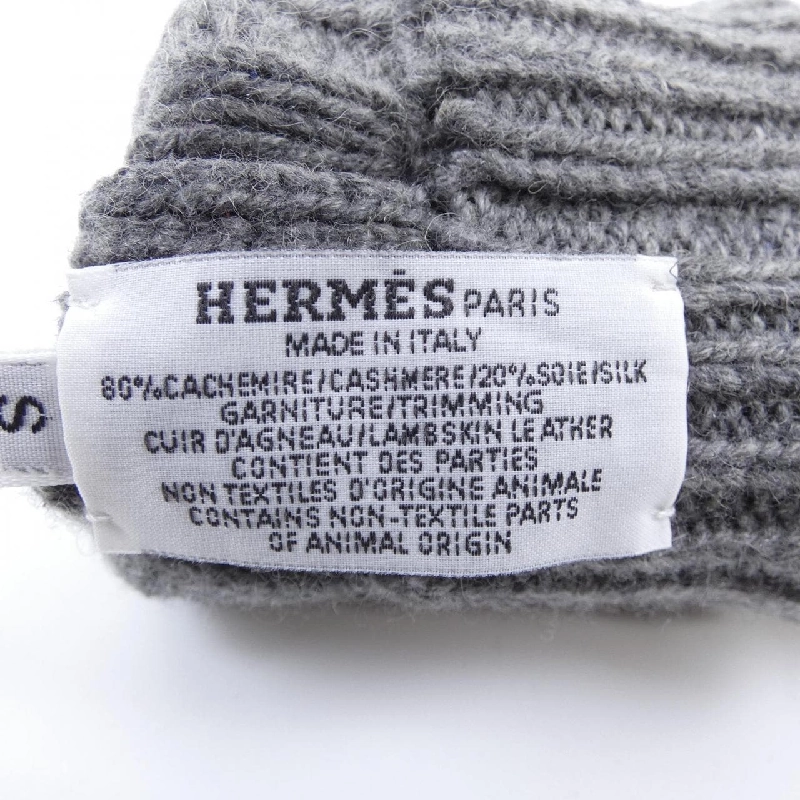 HERMÈS PARIS
MADE IN ITALY
80%CACHEMIRE/CASHMERE/20%SOIE/SILK
GARNITURE/TRIMMING
CUIR D'AGNEAU/LAMBSKIN LEATHER
CONTIENT DES PARTIES
NON TEXTILES D'ORIGINE ANIMALE
CONTAINS NON-TEXTILE PARTS
OF ANIMAL ORIGIN
S